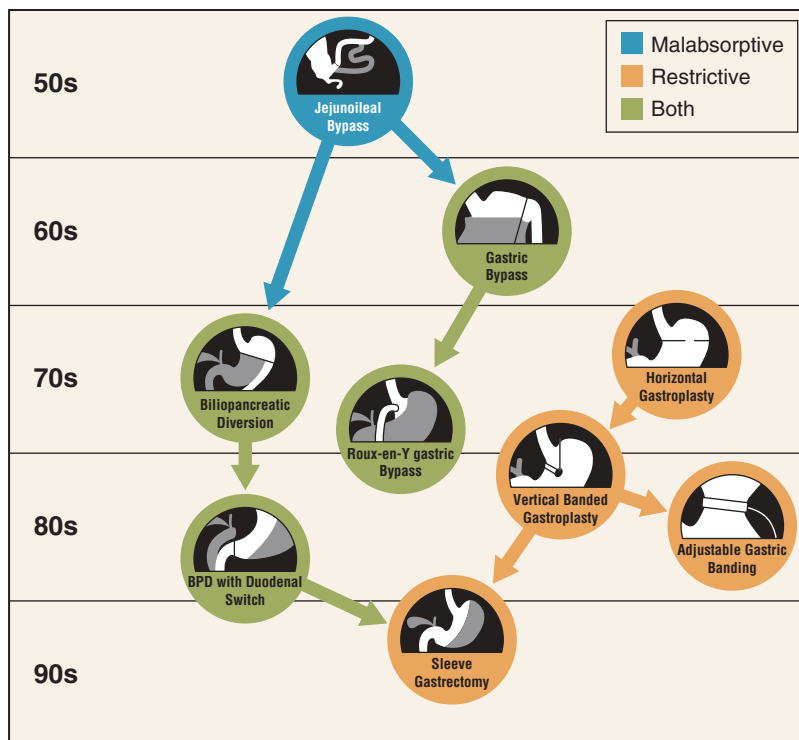 50s
Jejunoileal
Bypass
Malabsorptive
Restrictive
Both
60s
Gastric
Bypass
70s
Biliopancreatic
Diversion
Roux-en-Y gastric
Bypass
Horizontal
Gastroplasty
80s
BPD with Duodenal
Switch
Vertical Banded
Gastroplasty
Adjustable Gastric
Banding
90s
Sleeve
Gastrectomy